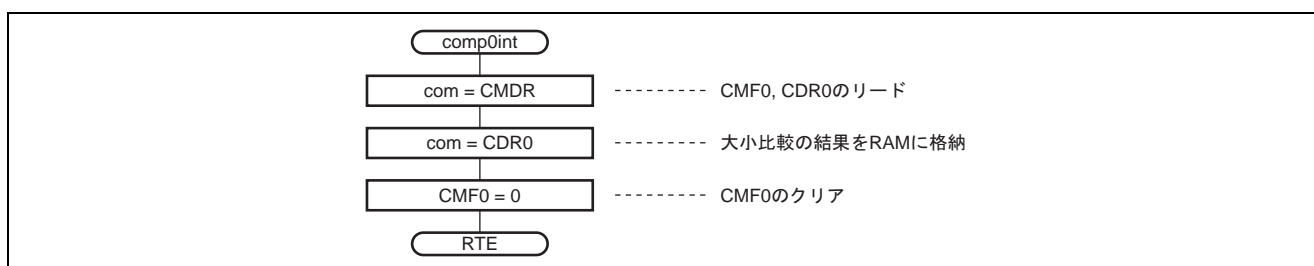 comp0int
com = CMDR --------- CMF0, CDR0のリード
com = CDR0 --------- 大小比較の結果をRAMに格納
CMF0 = 0 --------- CMF0のクリア
RTE